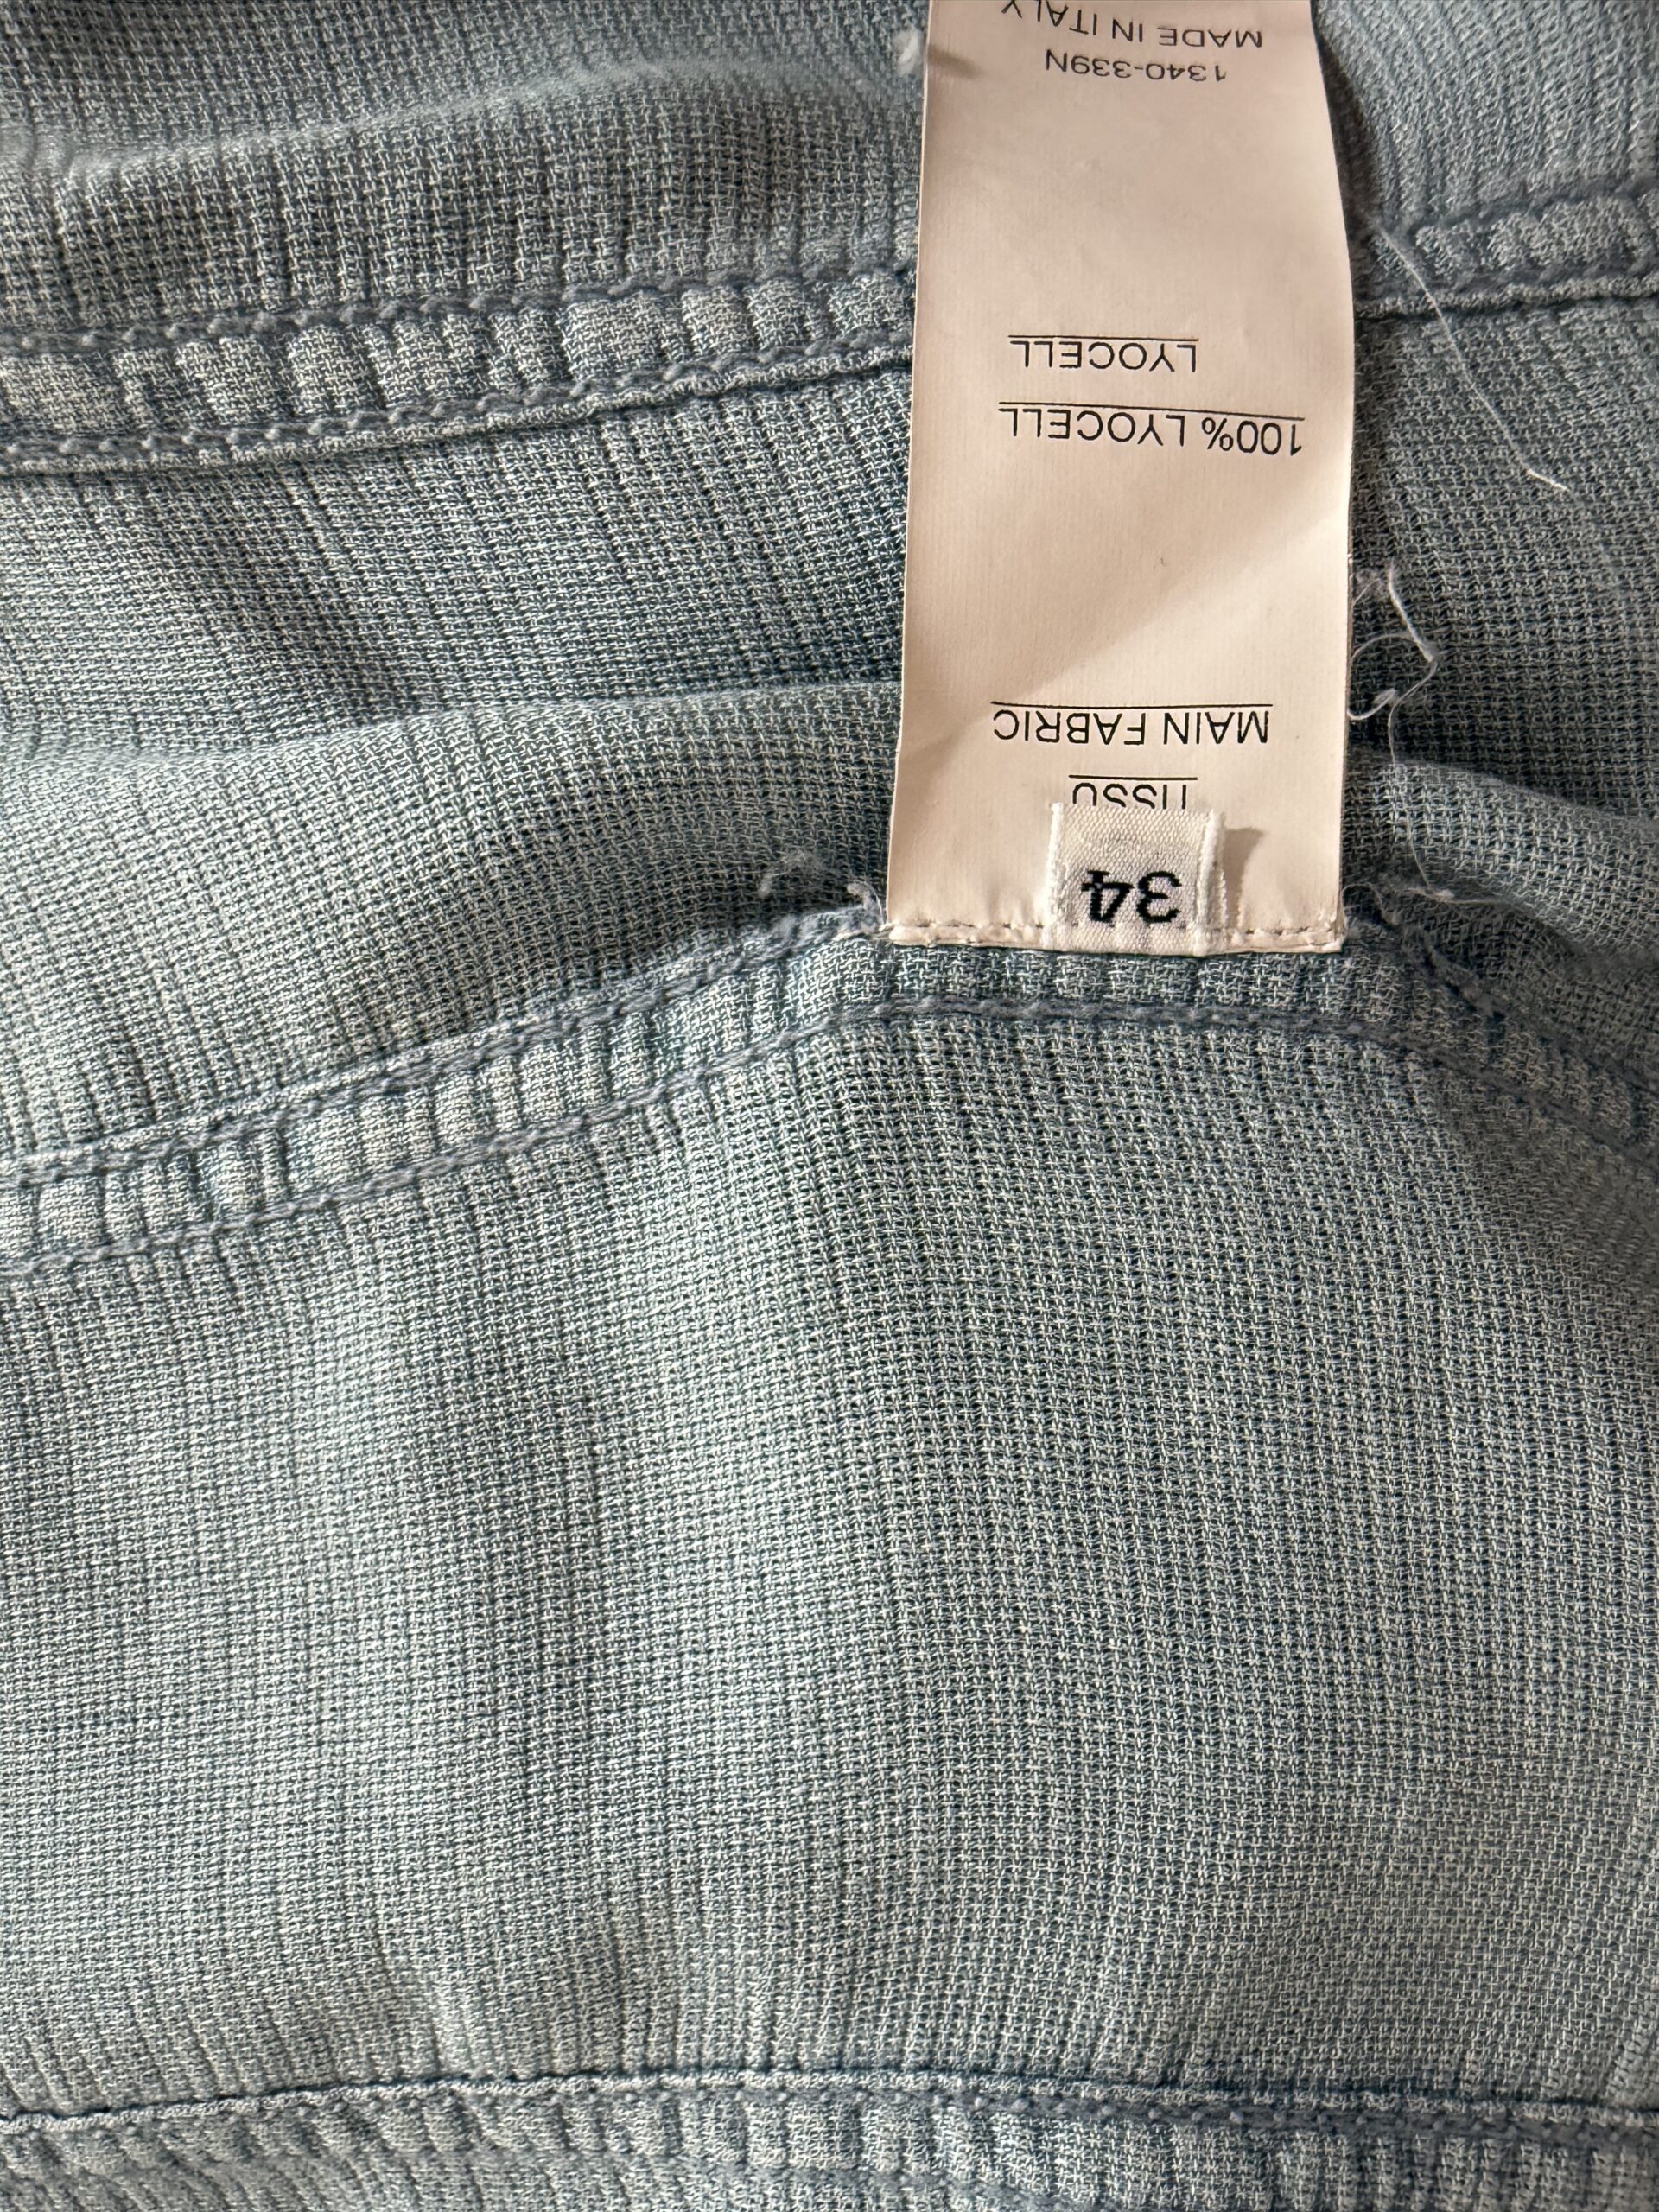 34
TISSU
MAIN FABRIC
100% LYOCELL
LYOCELL
1340-339N
MADE IN ITALY